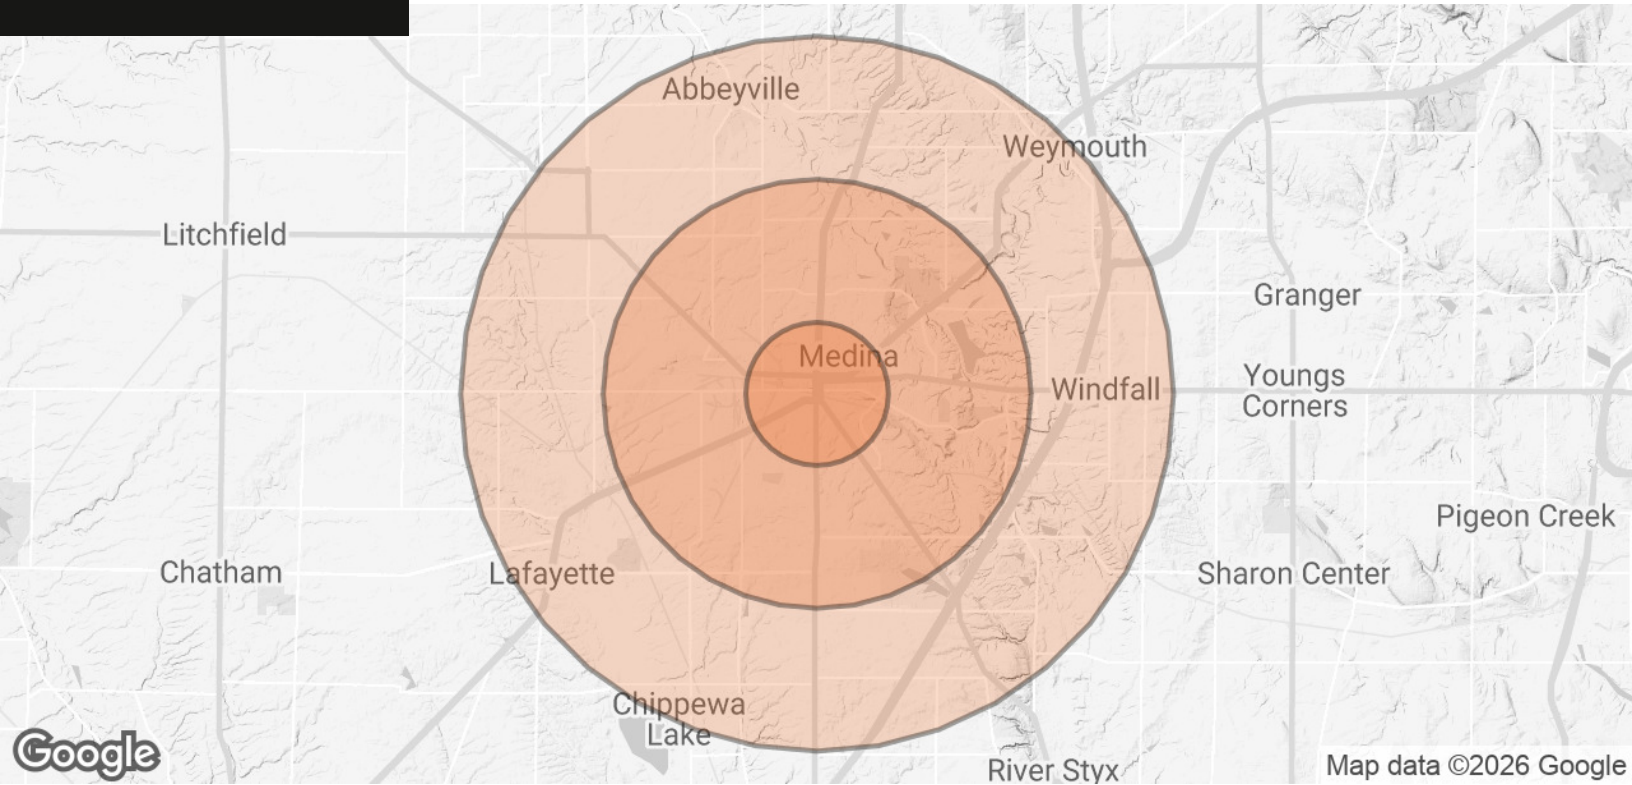 Abbeyville
Weymouth
Litchfield
Granger
Medina
Youngs
Corners
Windfall
Pigeon Creek
Chatham
Lafayette
Sharon Center
Chippewa
Lake
Google
River Styx
Map data ©2026 Google